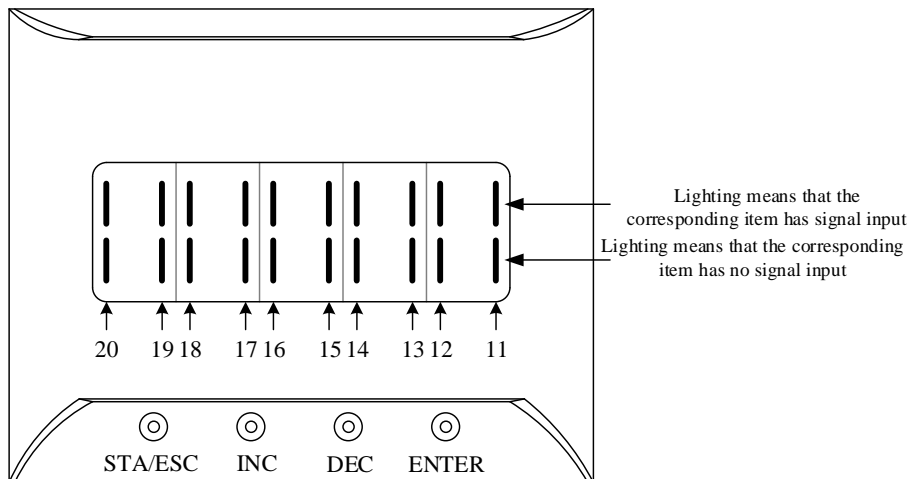 Lighting means that the
corresponding item has signal input
Lighting means that the corresponding
item has no signal input
20 19 18 17 16 15 14 13 12 11
STA/ESC INC DEC ENTER